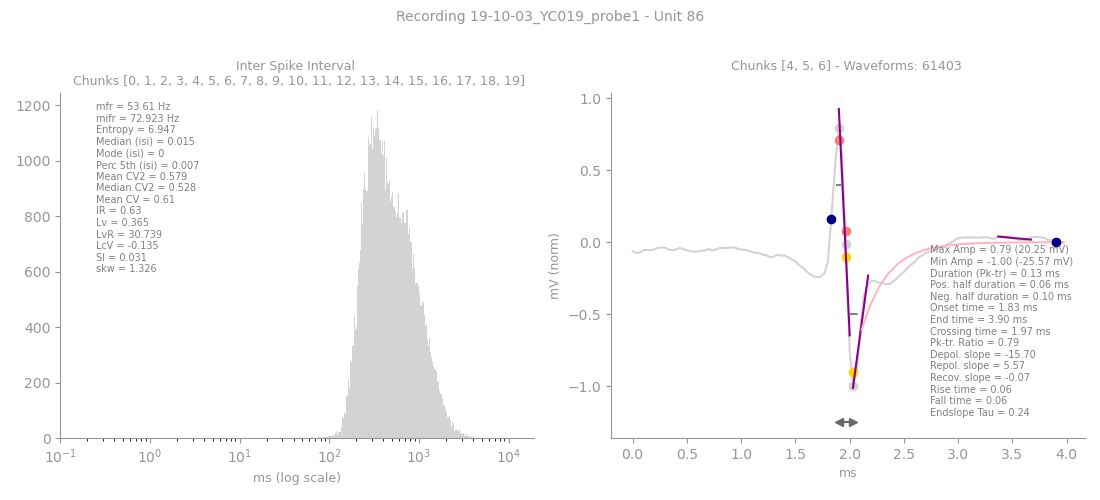 Recording 19-10-03_YC019_probe1 - Unit 86
Inter Spike Interval
Chunks [0, 1, 2, 3, 4, 5, 6, 7, 8, 9, 10, 11, 12, 13, 14, 15, 16, 17, 18, 19]
1200
1000
800
600
400
200
0
mfr = 53.61 Hz
mifr = 72.923 Hz
Entropy = 6.947
Median (isi) = 0.015
Mode (isi) = 0
Perc 5th (isi) = 0.007
Mean CV2 = 0.579
Median CV2 = 0.528
Mean CV = 0.61
IR = 0.63
Lv = 0.365
LvR = 30.739
LcV = -0.135
SI = 0.031
skw = 1.326
10⁻¹ 10⁰ 10¹ 10² 10³ 10⁴
ms (log scale)
Chunks [4, 5, 6] - Waveforms: 61403
mV (norm)
1.0
0.5
0.0
−0.5
−1.0
Max Amp = 0.79 (20.25 mV)
Min Amp = -1.00 (-25.57 mV)
Duration (Pk-tr) = 0.13 ms
Pos. half duration = 0.06 ms
Neg. half duration = 0.10 ms
Onset time = 1.83 ms
End time = 3.90 ms
Crossing time = 1.97 ms
Pk-tr. Ratio = 0.79
Depol. slope = -15.70
Repol. slope = 5.57
Recov. slope = -0.07
Rise time = 0.06
Fall time = 0.06
Endslope Tau = 0.24
0.0 0.5 1.0 1.5 2.0 2.5 3.0 3.5 4.0
ms